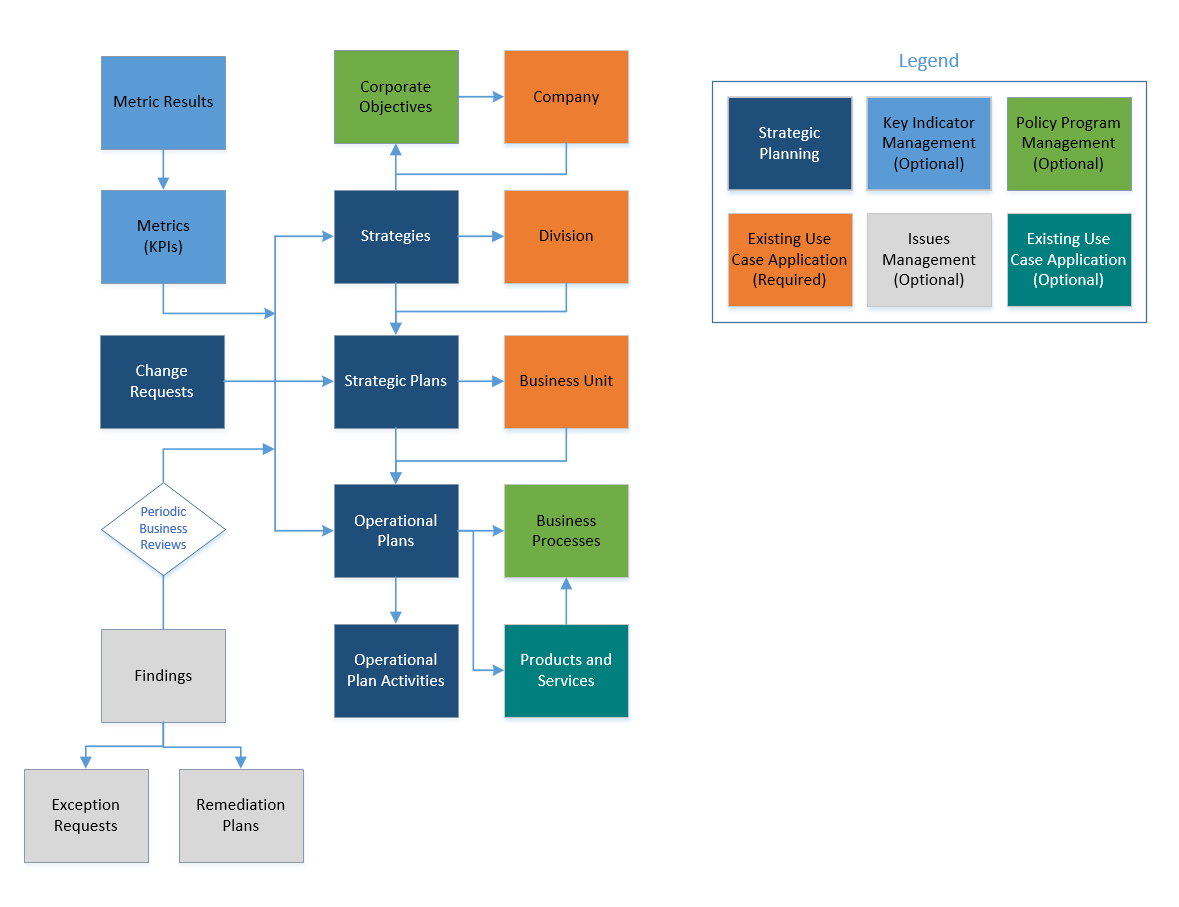 Metric Results
Metrics
(KPIs)
Change
Requests
Periodic
Business
Reviews
Findings
Exception
Requests
Remediation
Plans
Corporate
Objectives
Company
Strategies
Division
Strategic Plans
Business Unit
Operational
Plans
Business
Processes
Operational
Plan Activities
Products and
Services
Legend
Strategic
Planning
Key Indicator
Management
(Optional)
Policy Program
Management
(Optional)
Existing Use
Case Application
(Required)
Issues
Management
(Optional)
Existing Use
Case Application
(Optional)